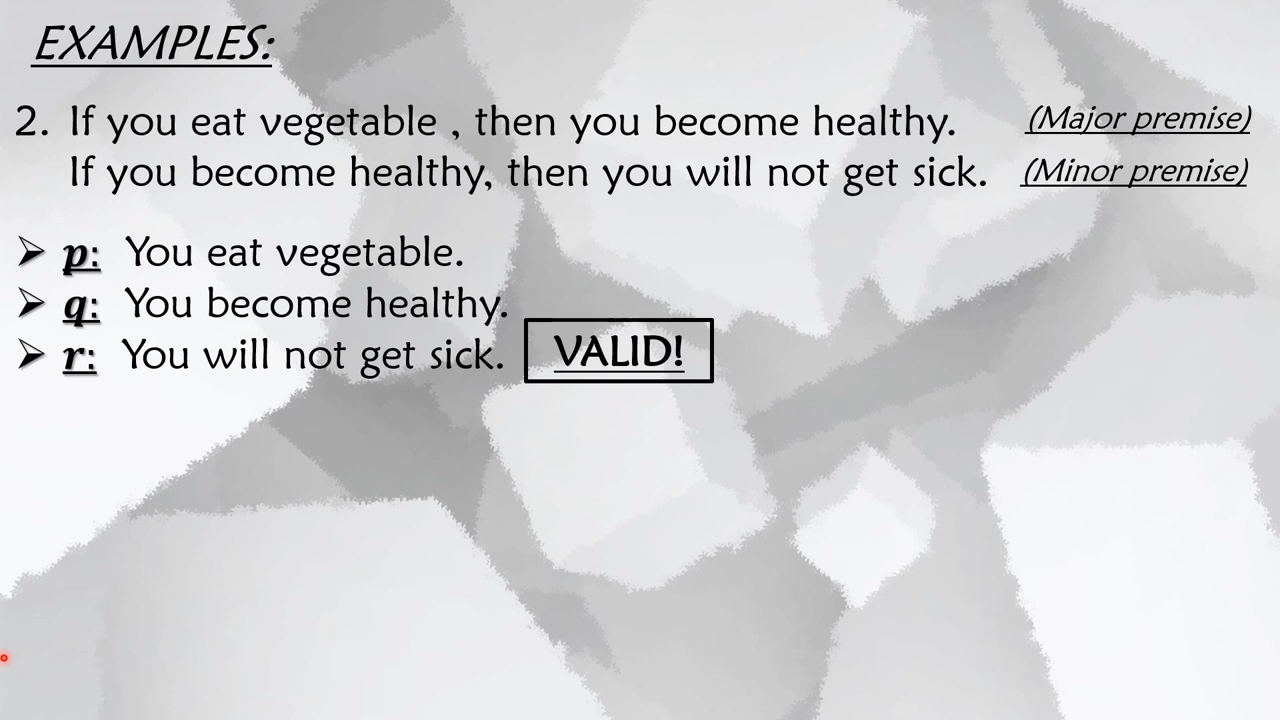 EXAMPLES:
2. If you eat vegetable , then you become healthy. (Major premise)
If you become healthy, then you will not get sick. (Minor premise)
➢ p: You eat vegetable.
➢ q: You become healthy.
➢ r: You will not get sick.
VALID!